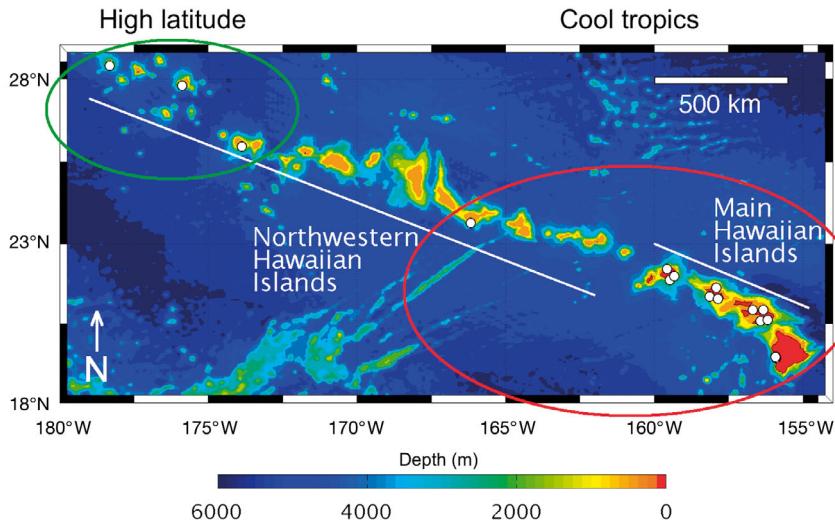 High latitude
Cool tropics
28°N
500 km
Main
Hawaiian
Islands
23°N
Northwestern
Hawaiian
Islands
N
18°N
180°W
175°W
170°W
165°W
160°W
155°W
Depth (m)
6000
4000
2000
0